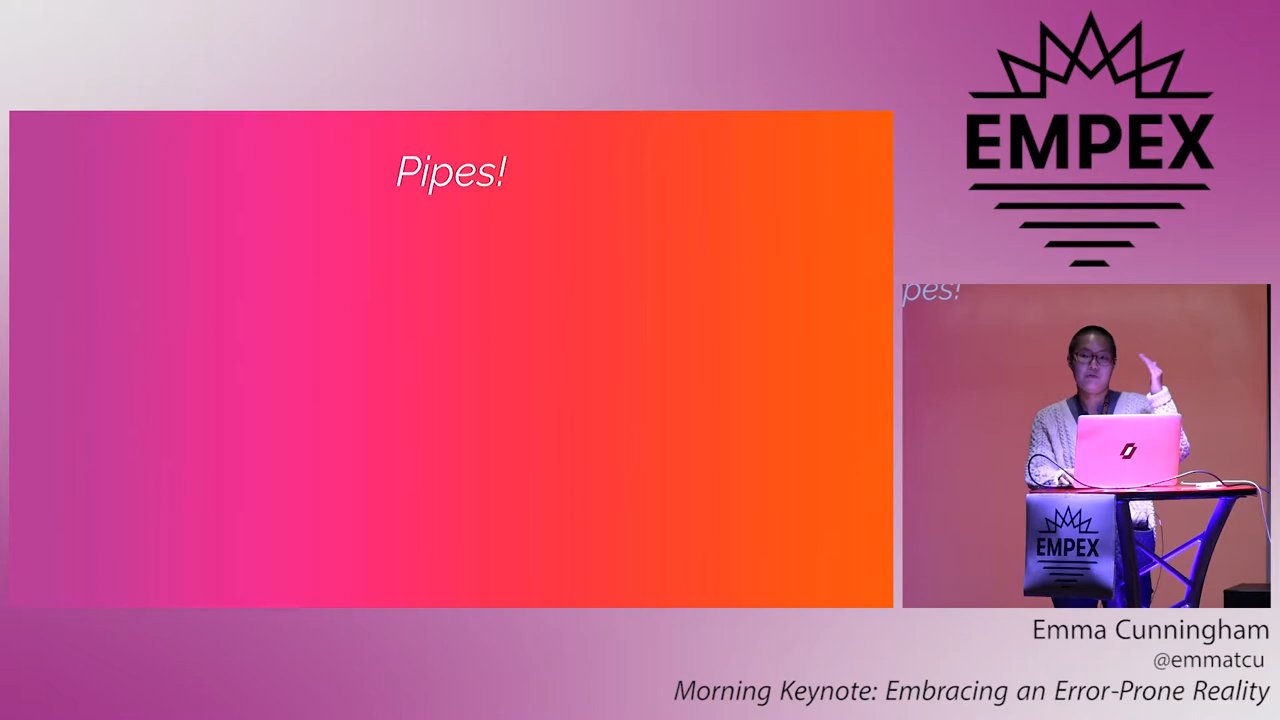 Pipes!
EMPEX
pes!
EMPEX
Emma Cunningham
@emmatcu
Morning Keynote: Embracing an Error-Prone Reality